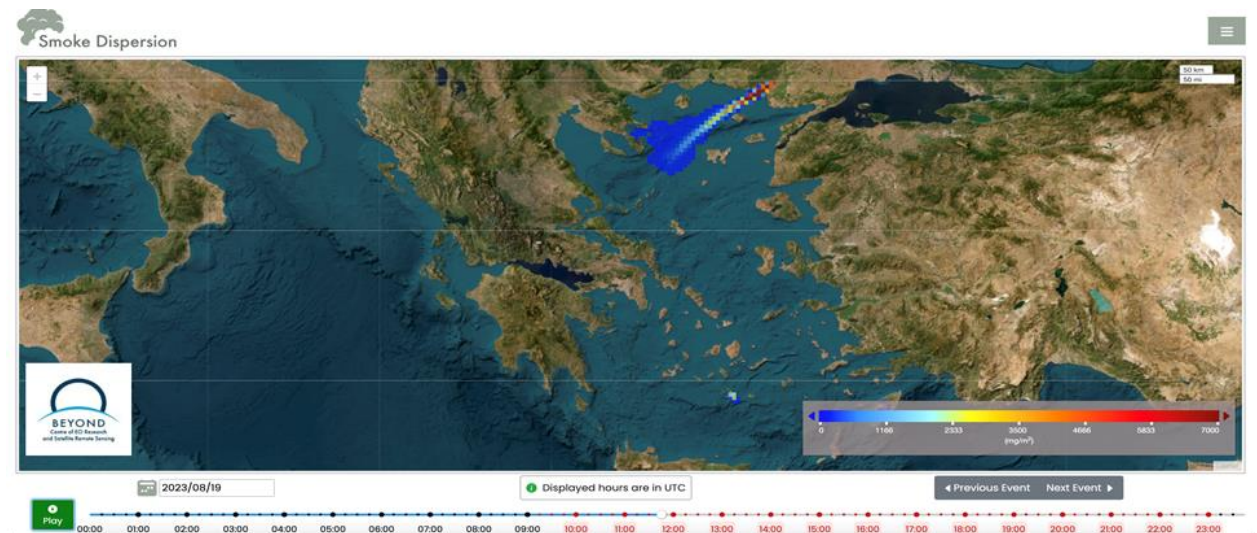 Smoke Dispersion
+
−
50 km
50 mi
BEYOND
Centre of EO Research
and Satellite Remote Sensing
0 1166 2333 3500 4666 5833 7000
(mg/m²)
2023/08/19
Displayed hours are in UTC
Previous Event Next Event
Play
00:00 01:00 02:00 03:00 04:00 05:00 06:00 07:00 08:00 09:00 10:00 11:00 12:00 13:00 14:00 15:00 16:00 17:00 18:00 19:00 20:00 21:00 22:00 23:00